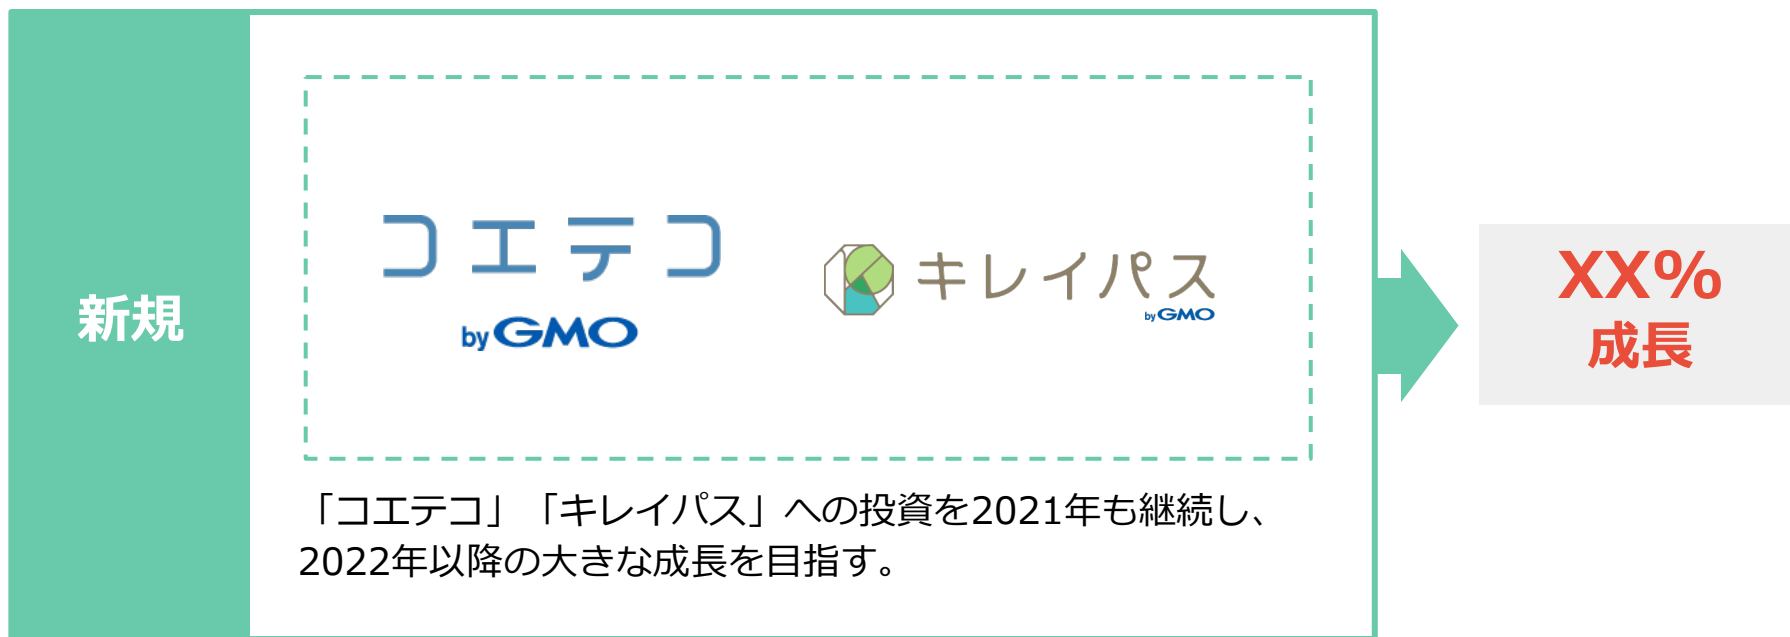 新規
コエテコ
by GMO
キレイパス
by GMO
「コエテコ」「キレイパス」への投資を2021年も継続し、
2022年以降の大きな成長を目指す。
XX%
成長